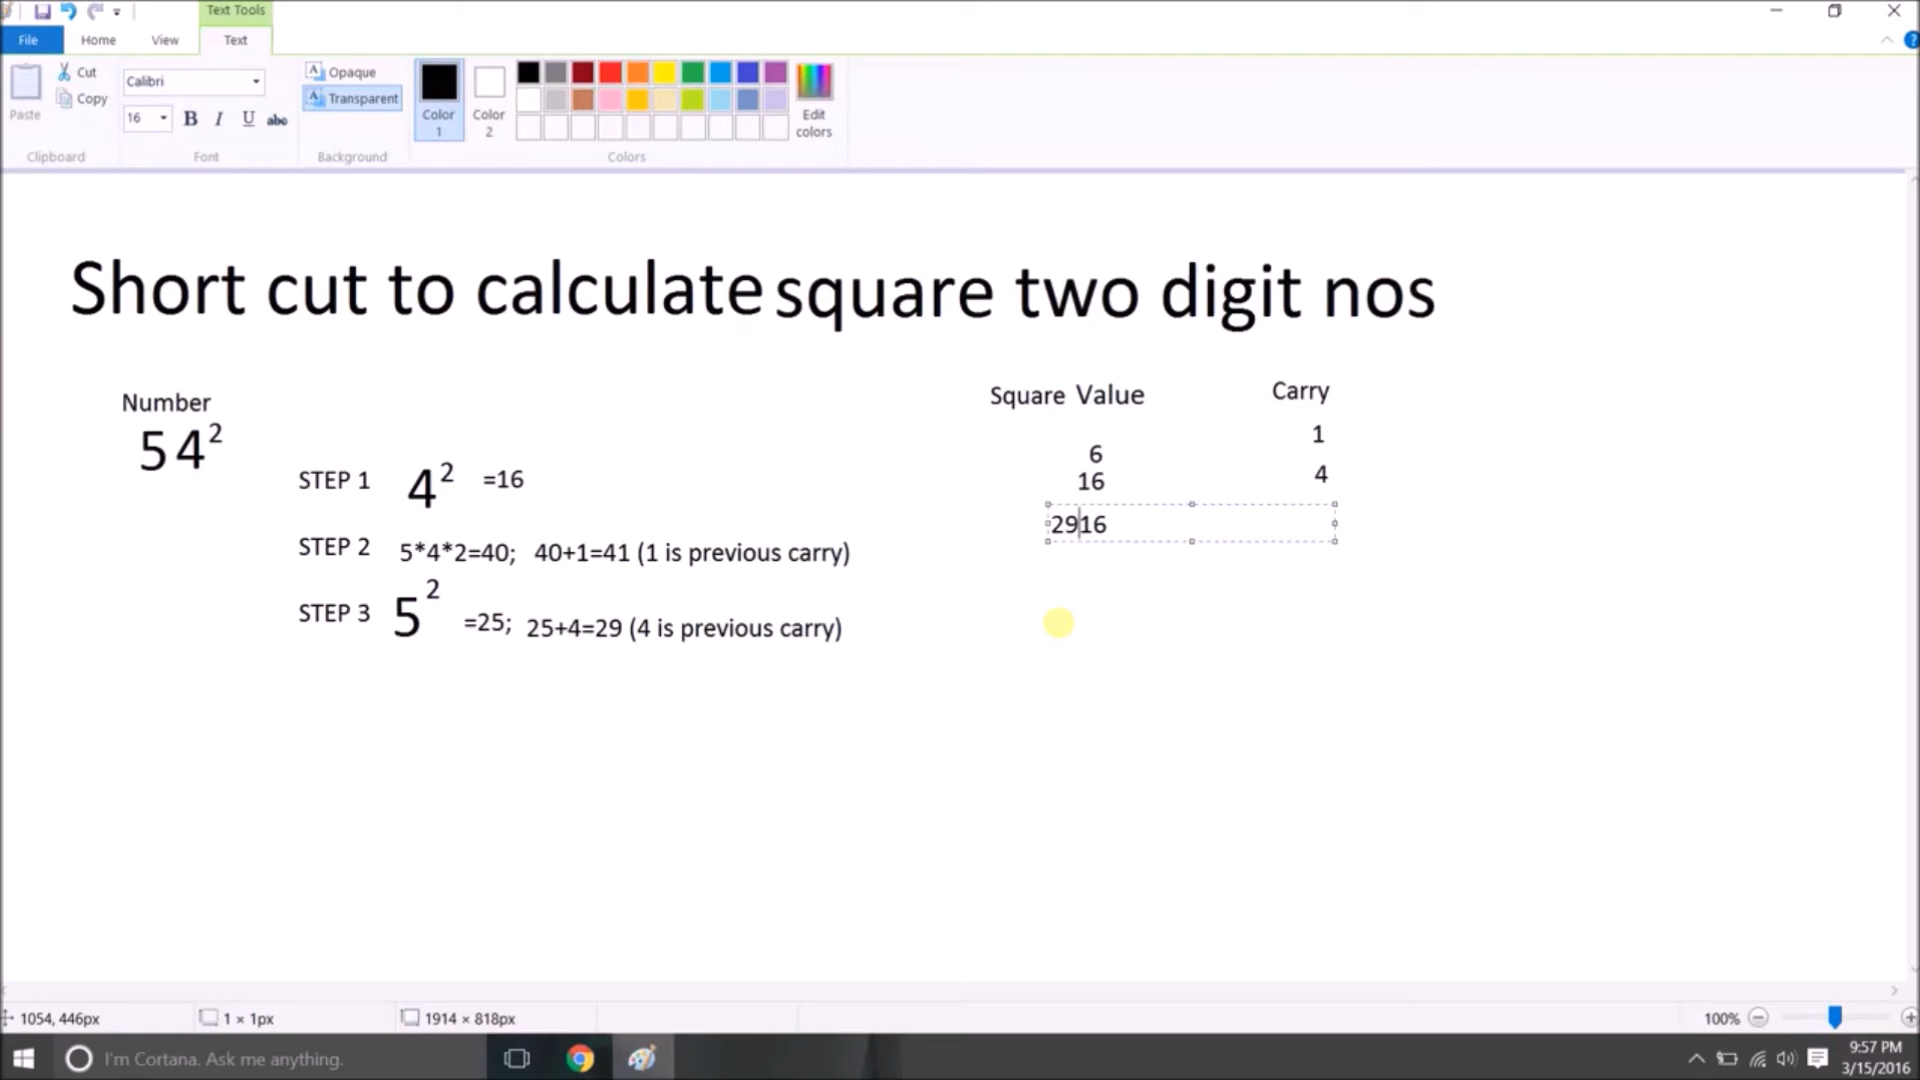 Text Tools
File Home View Text
Paste
Cut
Copy
Clipboard
Calibri
16 B I U abc
Font
Opaque
Transparent
Background
Color 1
Color 2
Edit colors
Colors
Short cut to calculate square two digit nos
Number
54²
STEP 1 4² =16
STEP 2 5*4*2=40; 40+1=41 (1 is previous carry)
STEP 3 5² =25; 25+4=29 (4 is previous carry)
Square Value Carry
6 1
16 4
2916
1054, 446px 1 × 1px 1914 × 818px 100%
I'm Cortana. Ask me anything.
9:57 PM
3/15/2016